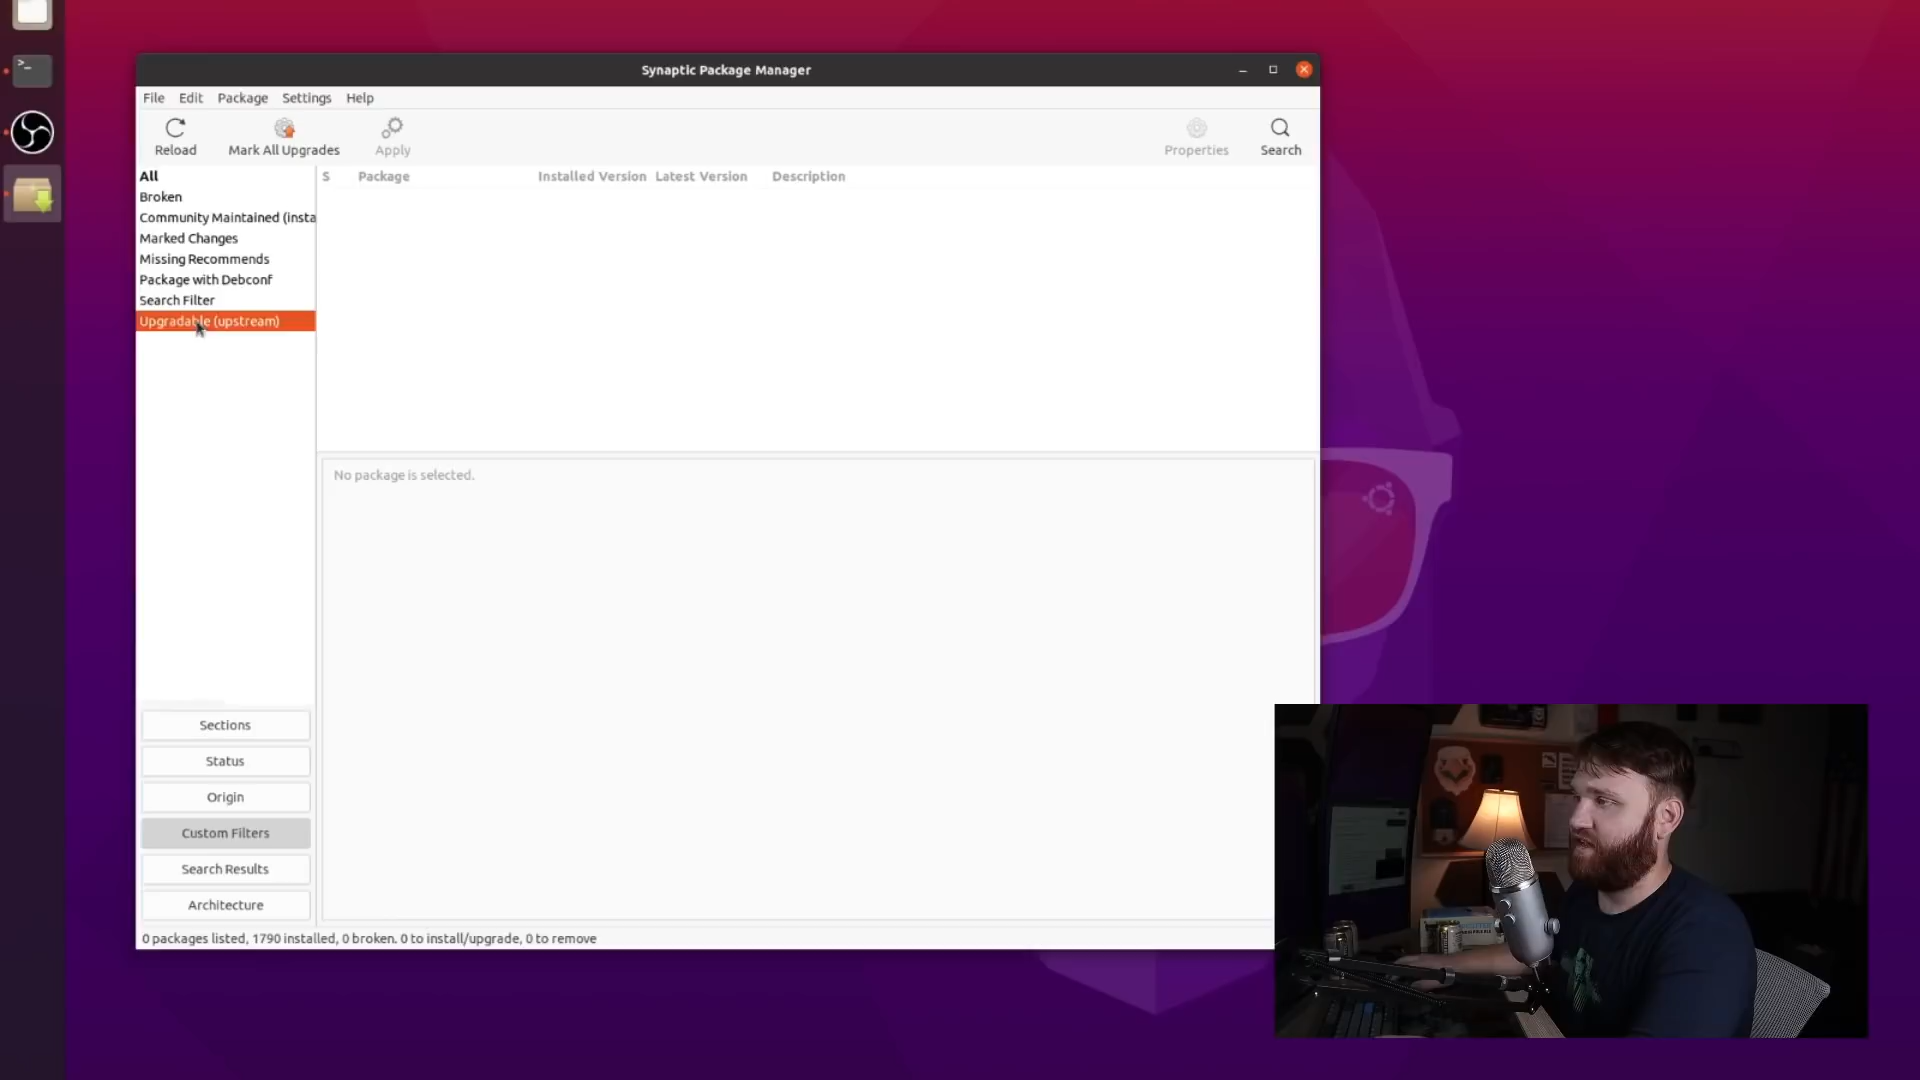 Synaptic Package Manager
File Edit Package Settings Help
Reload Mark All Upgrades Apply Properties Search
All
Broken
Community Maintained (insta
Marked Changes
Missing Recommends
Package with Debconf
Search Filter
Upgradable (upstream)
S Package Installed Version Latest Version Description
No package is selected.
Sections
Status
Origin
Custom Filters
Search Results
Architecture
0 packages listed, 1790 installed, 0 broken. 0 to install/upgrade, 0 to remove